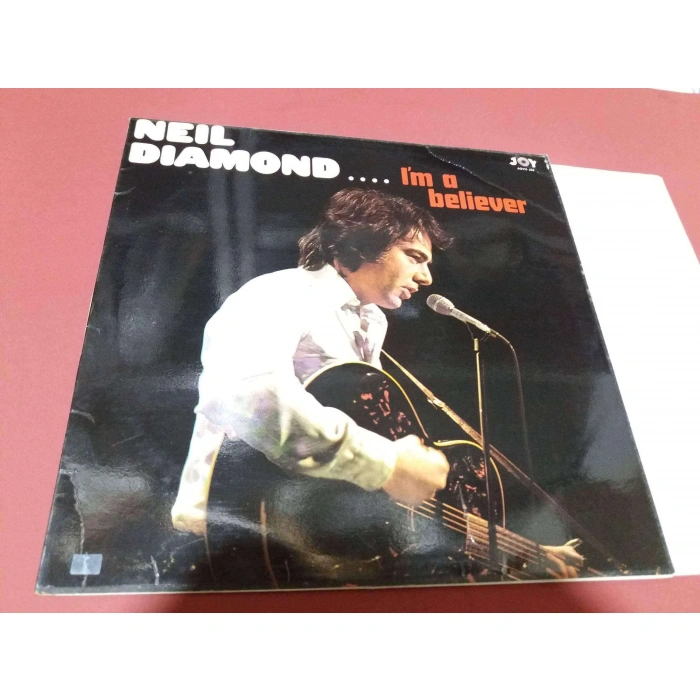 NEIL
DIAMOND.... I'm a
believer
JOY